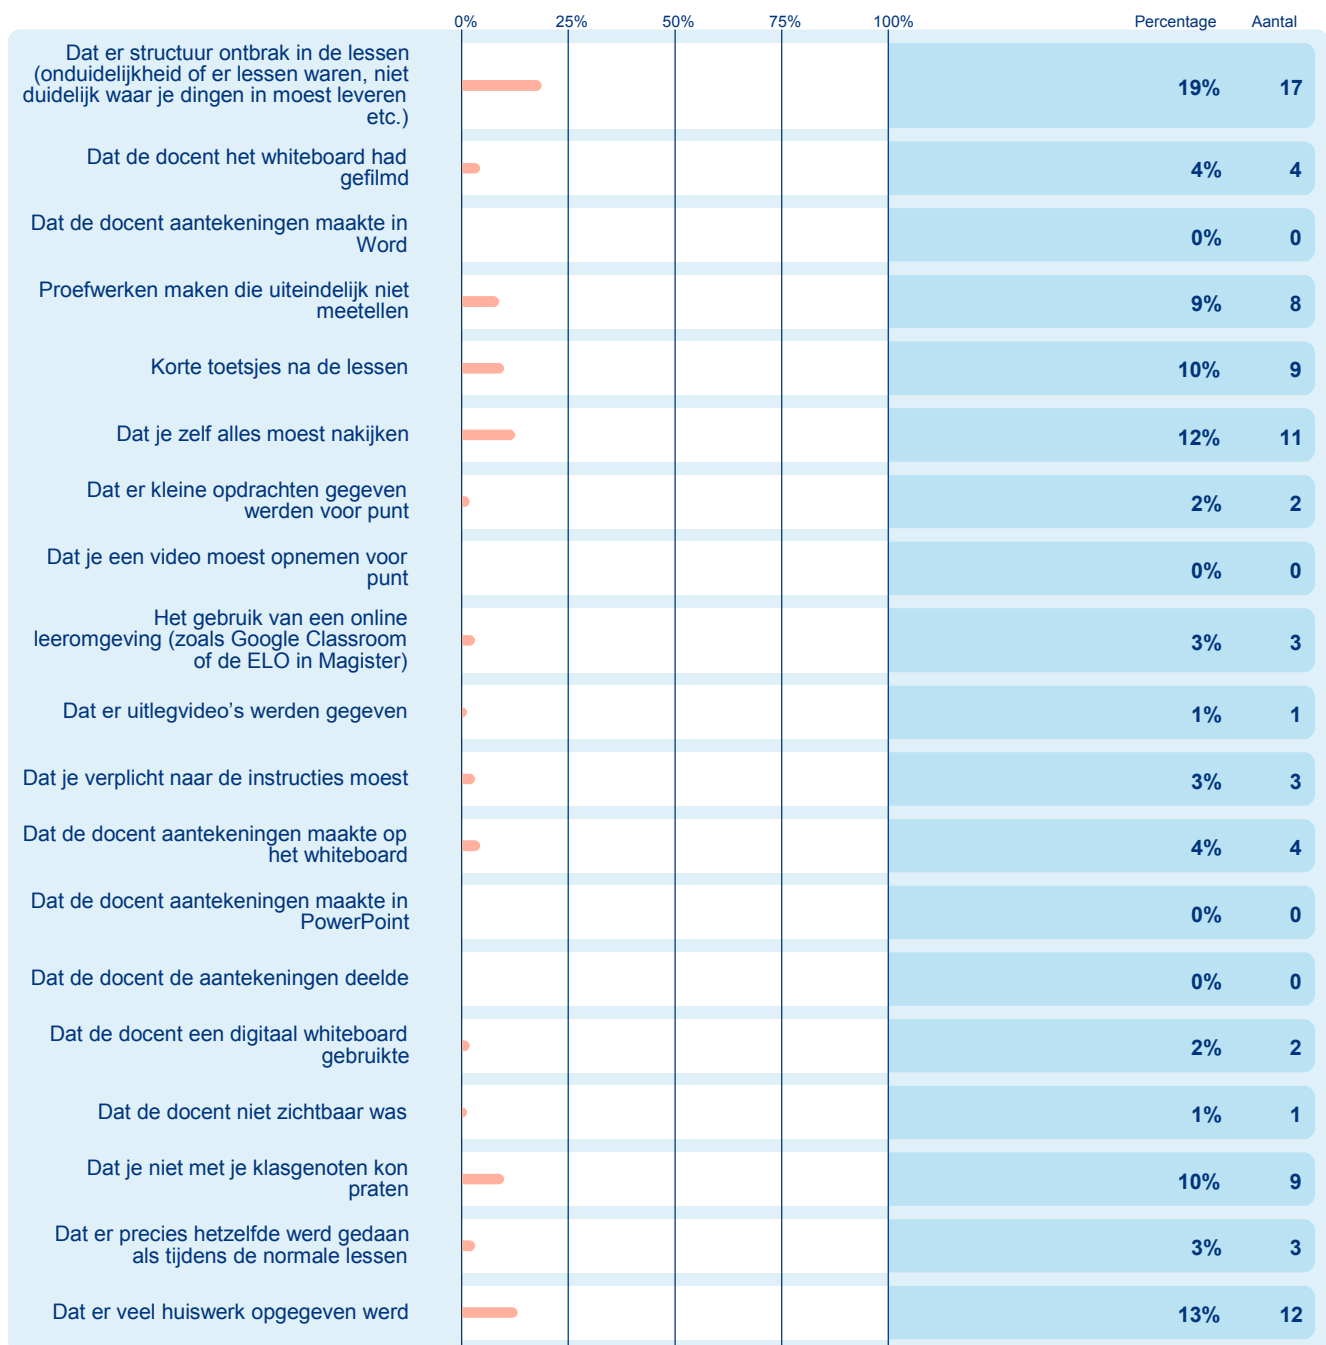 0% 25% 50% 75% 100% Percentage Aantal
Dat er structuur ontbrak in de lessen
(onduidelijkheid of er lessen waren, niet
duidelijk waar je dingen in moest leveren
etc.)
19% 17
Dat de docent het whiteboard had
gefilmd
4% 4
Dat de docent aantekeningen maakte in
Word
0% 0
Proefwerken maken die uiteindelijk niet
meetellen
9% 8
Korte toetsjes na de lessen
10% 9
Dat je zelf alles moest nakijken
12% 11
Dat er kleine opdrachten gegeven
werden voor punt
2% 2
Dat je een video moest opnemen voor
punt
0% 0
Het gebruik van een online
leeromgeving (zoals Google Classroom
of de ELO in Magister)
3% 3
Dat er uitlegvideo’s werden gegeven
1% 1
Dat je verplicht naar de instructies moest
3% 3
Dat de docent aantekeningen maakte op
het whiteboard
4% 4
Dat de docent aantekeningen maakte in
PowerPoint
0% 0
Dat de docent de aantekeningen deelde
0% 0
Dat de docent een digitaal whiteboard
gebruikte
2% 2
Dat de docent niet zichtbaar was
1% 1
Dat je niet met je klasgenoten kon
praten
10% 9
Dat er precies hetzelfde werd gedaan
als tijdens de normale lessen
3% 3
Dat er veel huiswerk opgegeven werd
13% 12